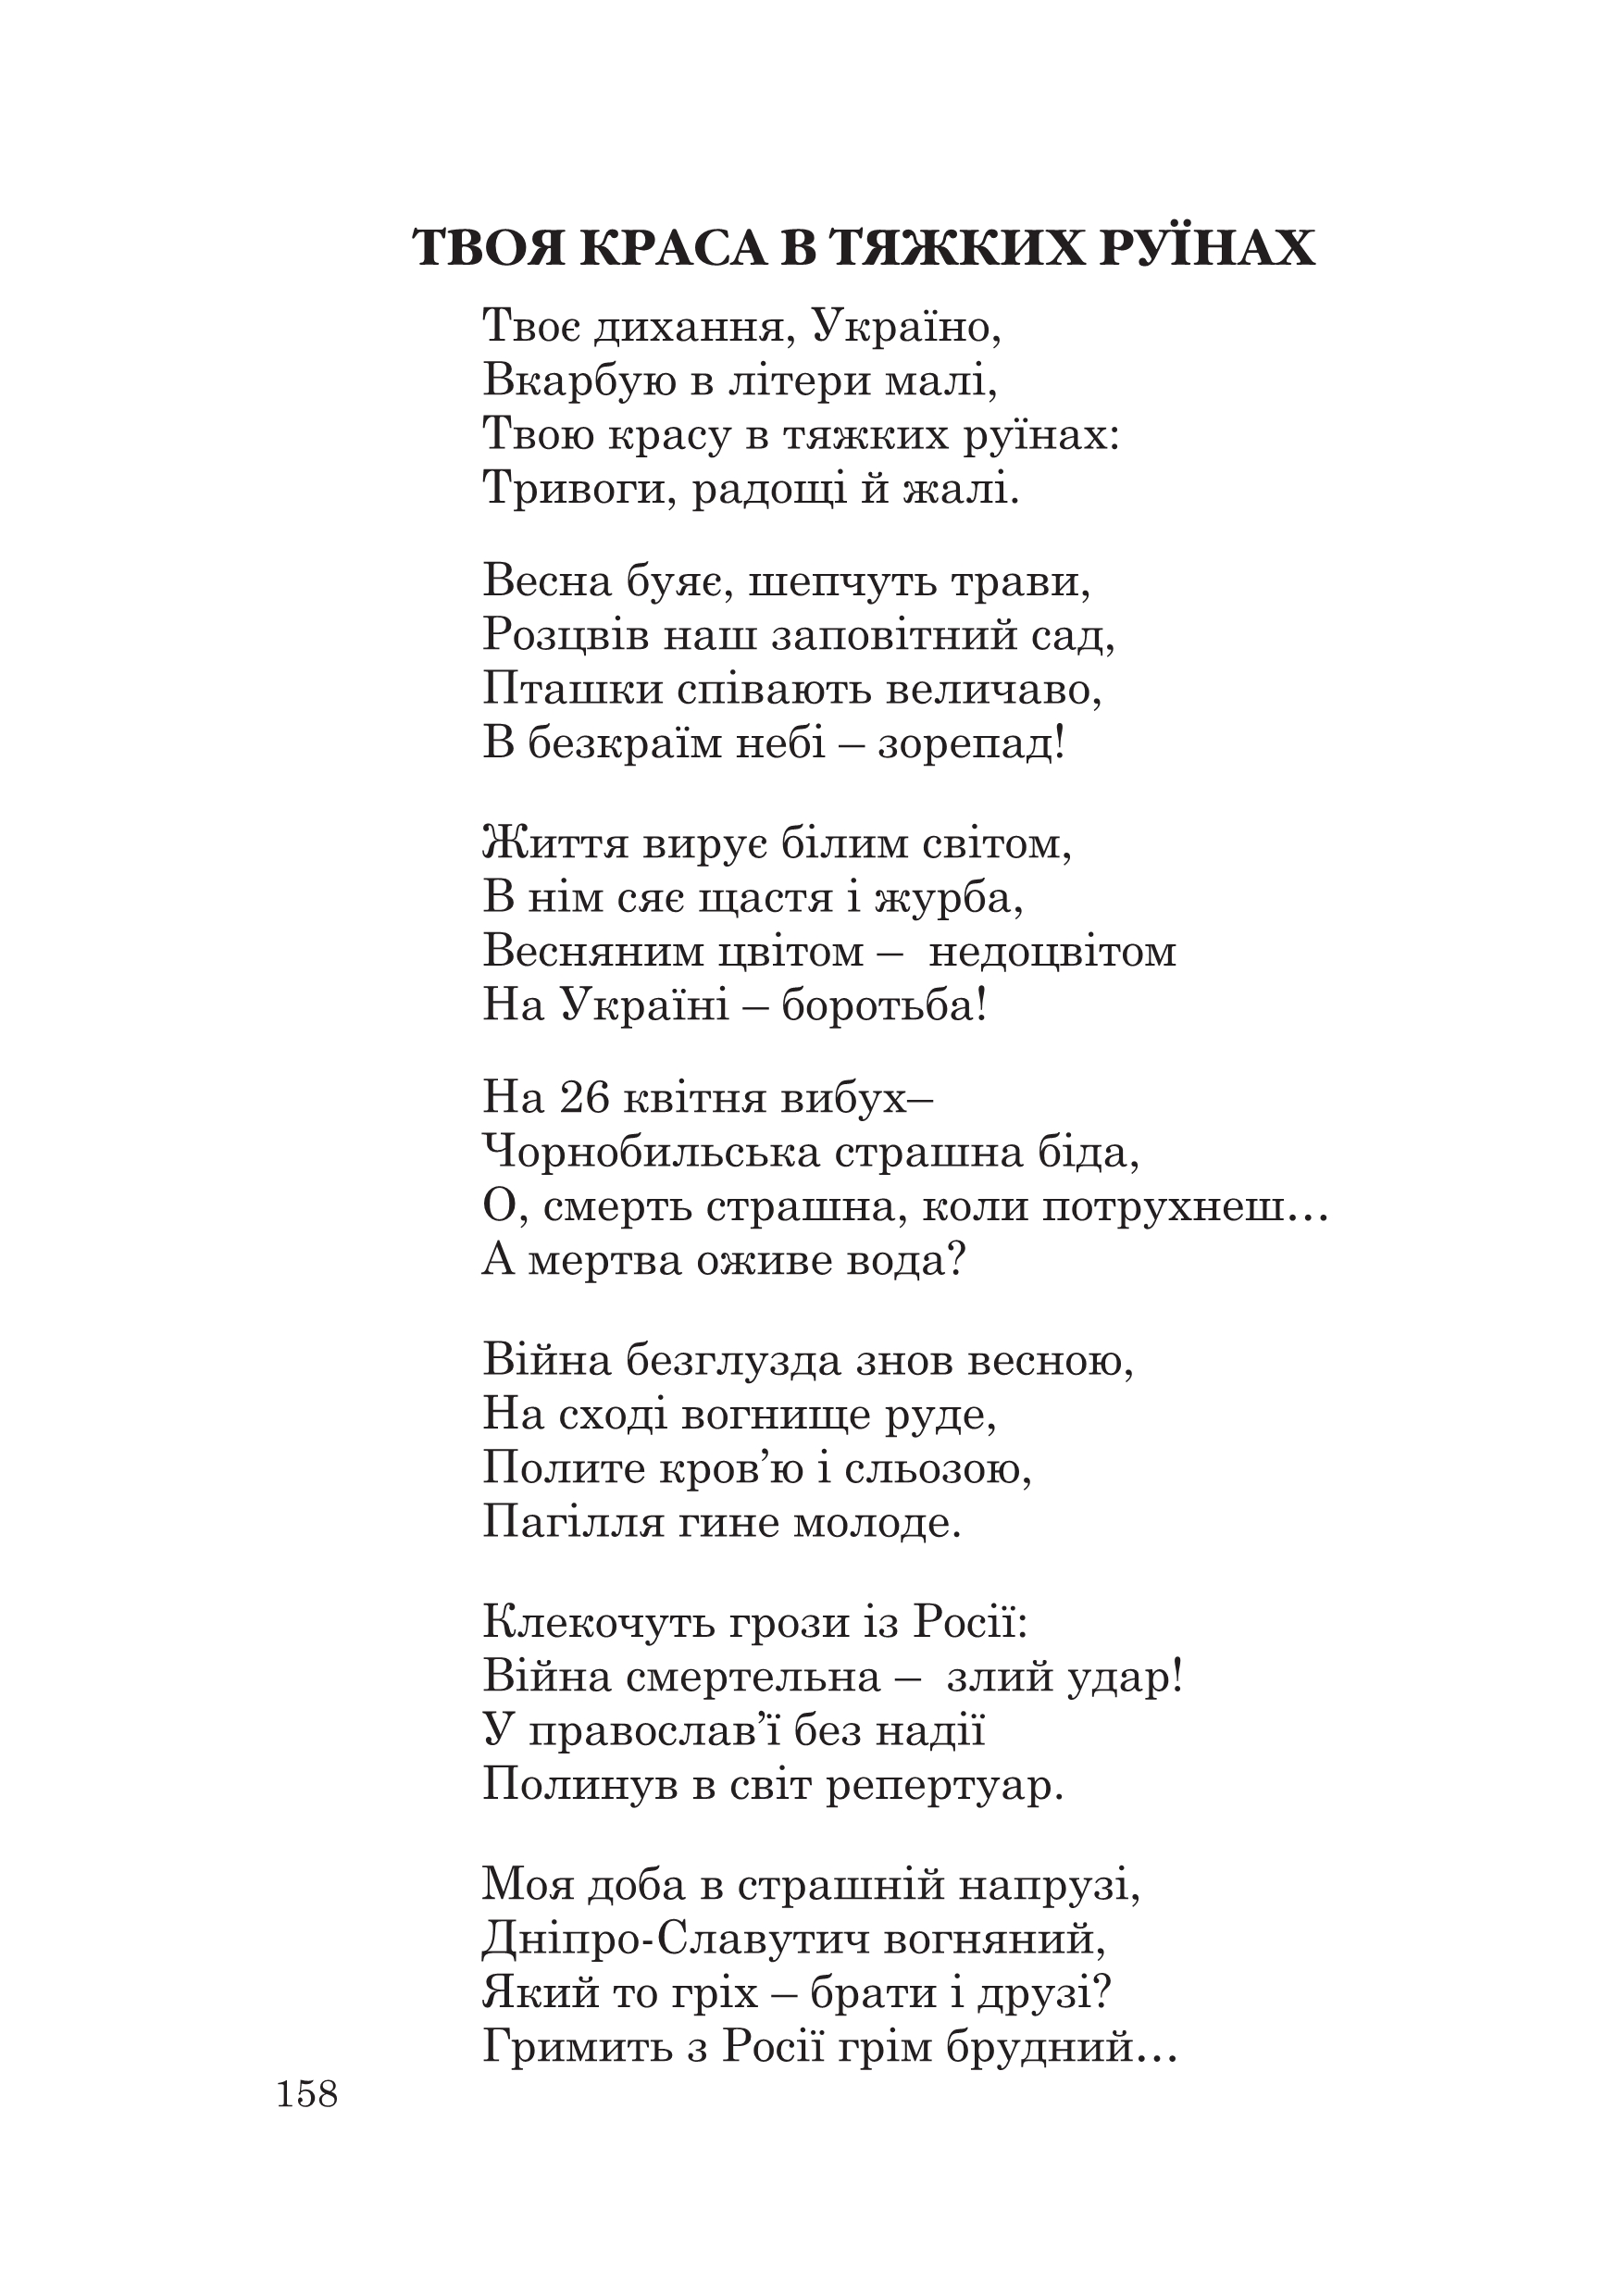 ТВОЯ КРАСА В ТЯЖКИХ РУЇНАХ
Твоє дихання, Україно,
Вкарбую в літери малі,
Твою красу в тяжких руїнах:
Тривоги, радощі й жалі.
Весна буяє, шепчуть трави,
Розцвів наш заповітний сад,
Пташки співають величаво,
В безкраїм небі – зорепад!
Життя вирує білим світом,
В нім сяє щастя і журба,
Весняним цвітом –  недоцвітом
На Україні – боротьба!
На 26 квітня вибух–
Чорнобильська страшна біда,
О, смерть страшна, коли потрухнеш...
А мертва оживе вода?
Війна безглузда знов весною,
На сході вогнище руде,
Полите кров’ю і сльозою,
Пагілля гине молоде.
Клекочуть грози із Росії:
Війна смертельна –  злий удар!
У православ’ї без надії
Полинув в світ репертуар.
Моя доба в страшній напрузі,
Дніпро-Славутич вогняний,
Який то гріх – брати і друзі?
Гримить з Росії грім брудний...
158